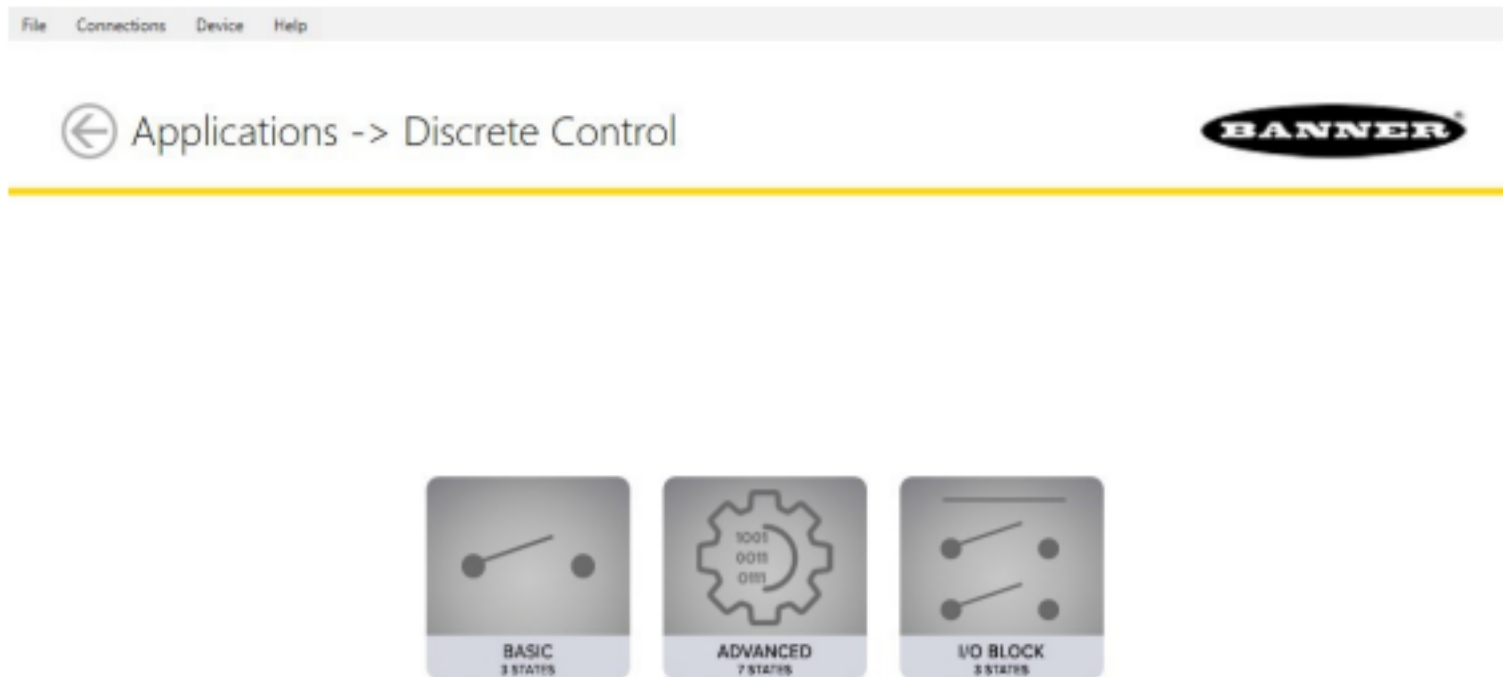 File Connections Device Help
Applications -> Discrete Control
BANNER
®
1001
0011
0111
BASIC
3 STATES
ADVANCED
7 STATES
I/O BLOCK
3 STATES